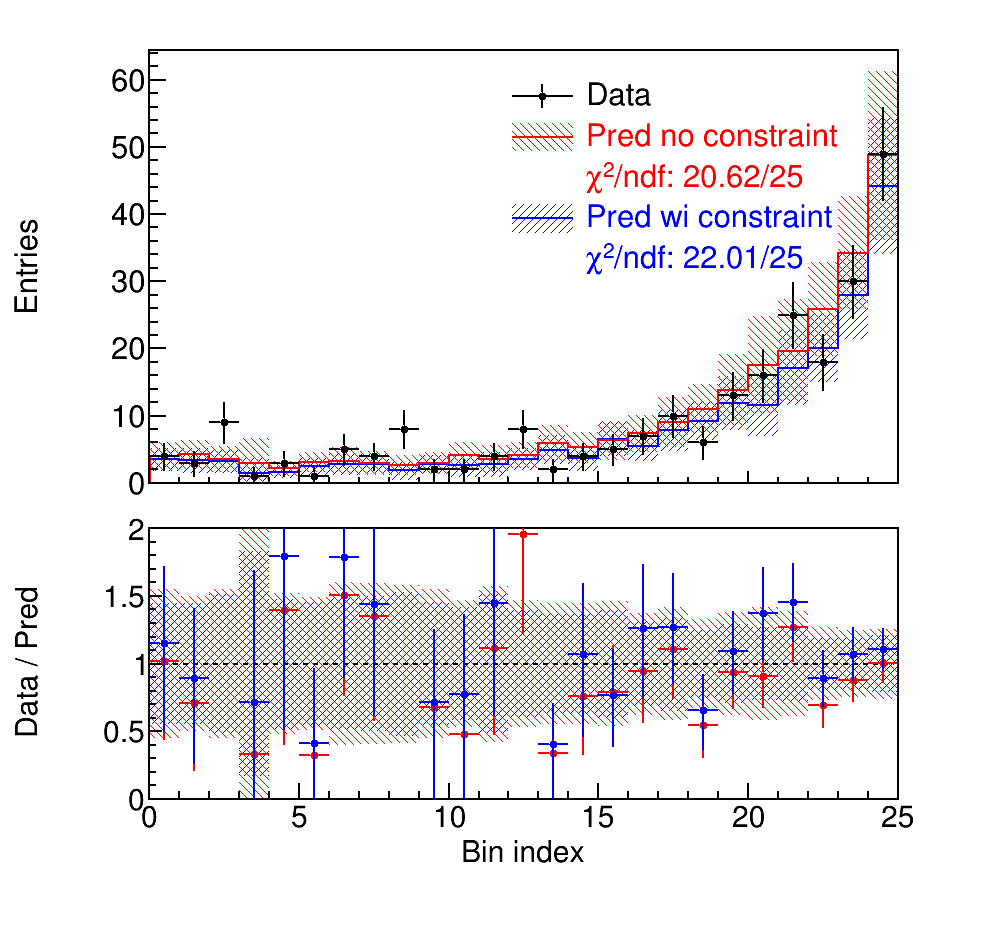 Entries
60
50
40
30
20
10
0
Data
Pred no constraint
χ²/ndf: 20.62/25
Pred wi constraint
χ²/ndf: 22.01/25
Data / Pred
2
1.5
1
0.5
0
0 5 10 15 20 25
Bin index